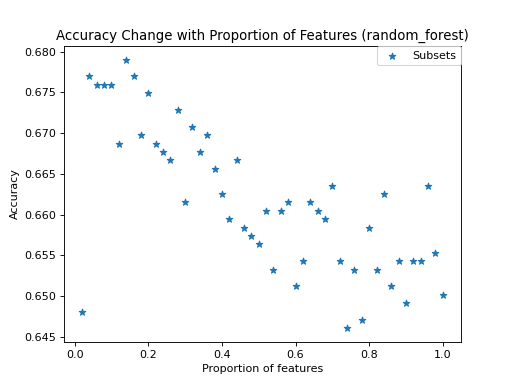 Accuracy Change with Proportion of Features (random_forest)
Subsets
0.680
0.675
0.670
0.665
0.660
0.655
0.650
0.645
Accuracy
0.0 0.2 0.4 0.6 0.8 1.0
Proportion of features